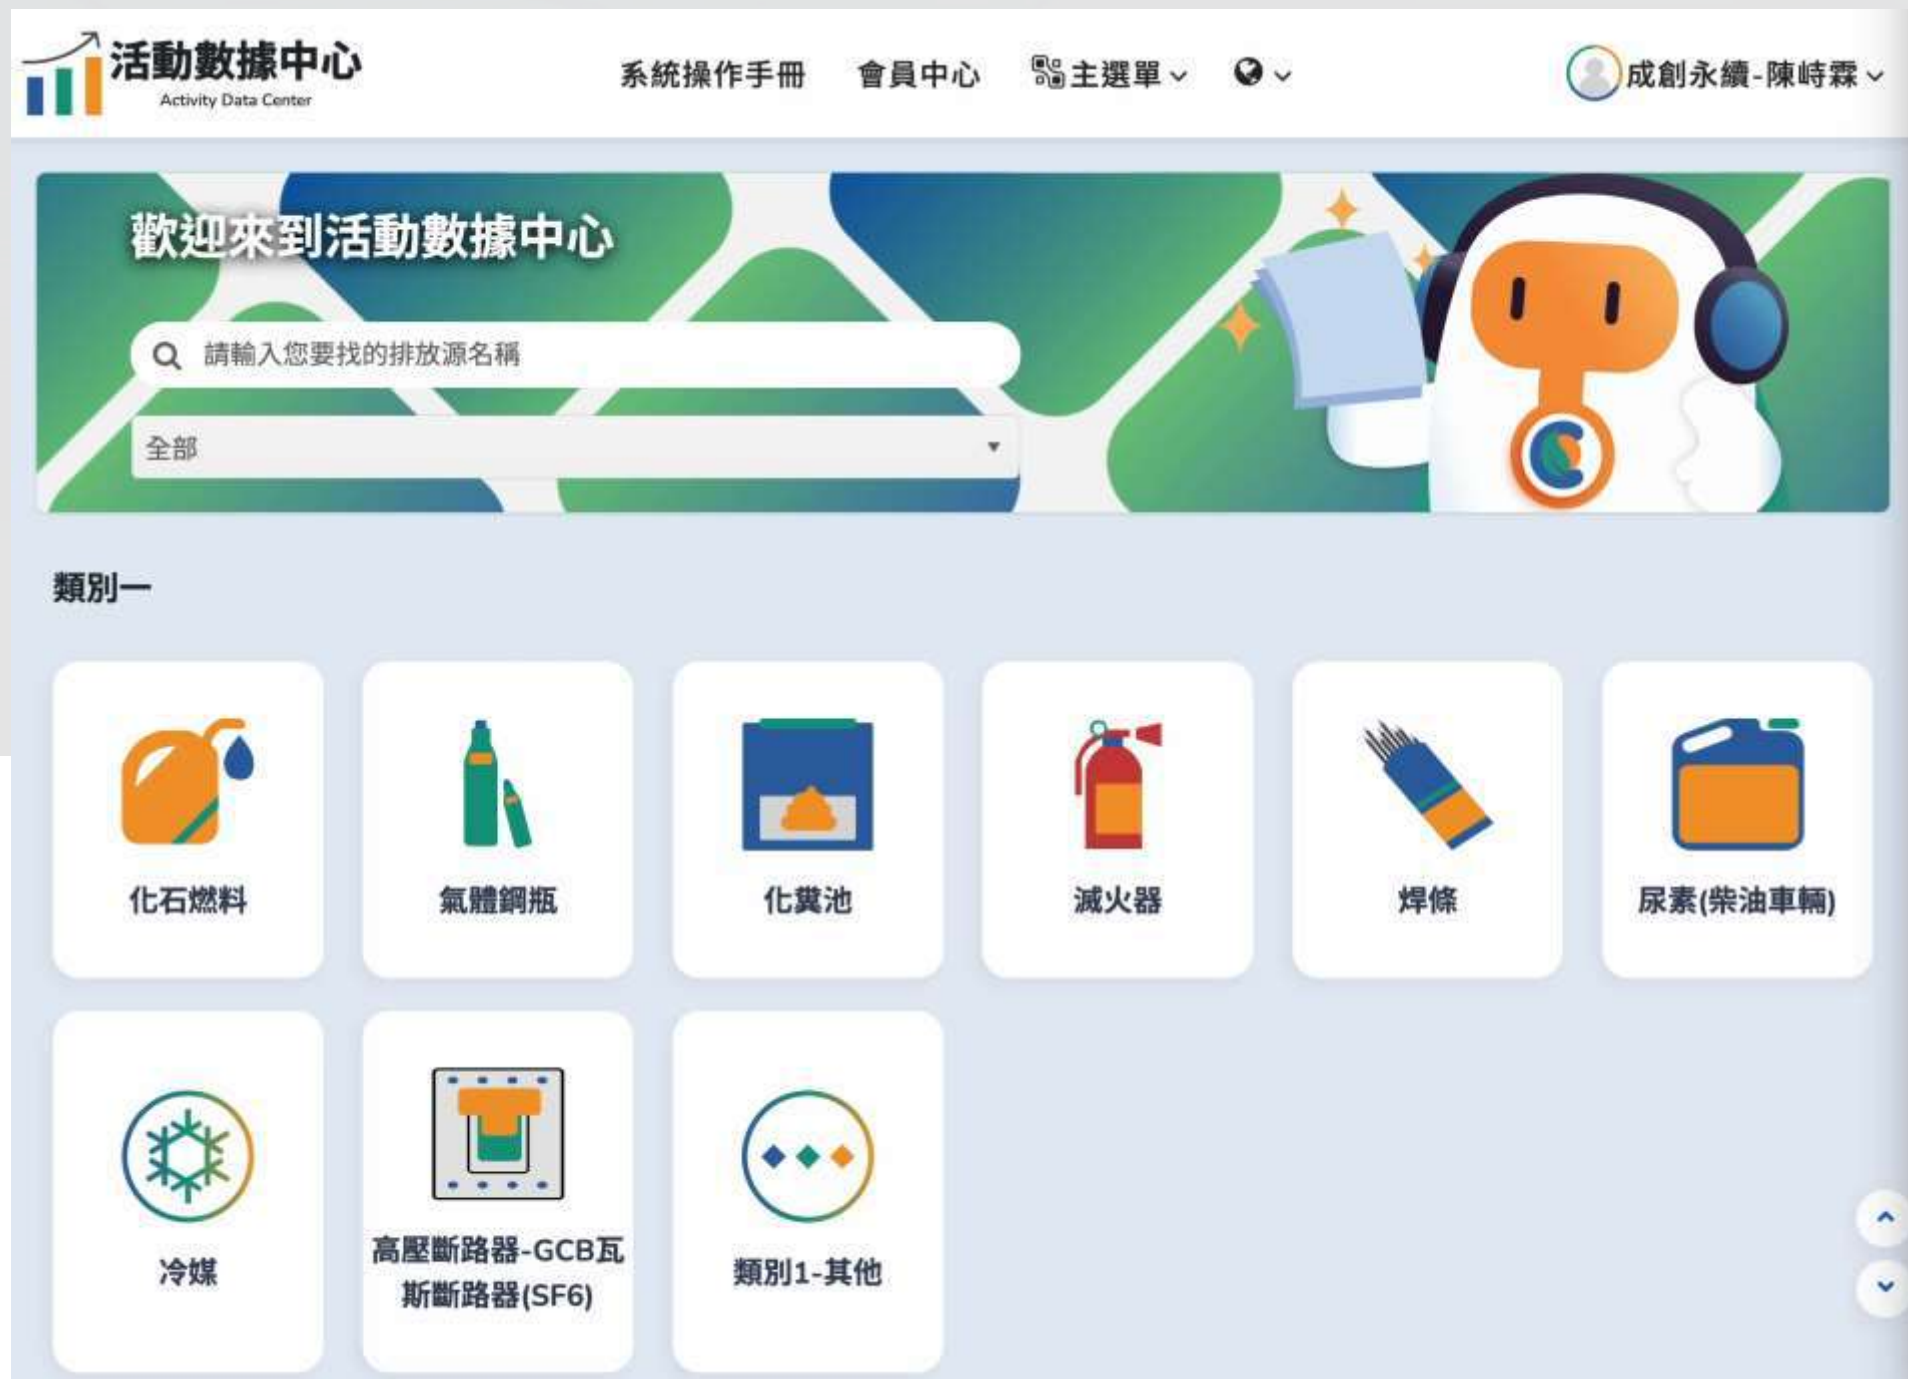 活動數據中心
Activity Data Center
系統操作手冊
會員中心
主選單
成創永續-陳峙霖
歡迎來到活動數據中心
請輸入您要找的排放源名稱
全部
類別一
化石燃料
氣體鋼瓶
化糞池
滅火器
焊條
尿素(柴油車輛)
冷媒
高壓斷路器-GCB瓦
斯斷路器(SF6)
類別1-其他